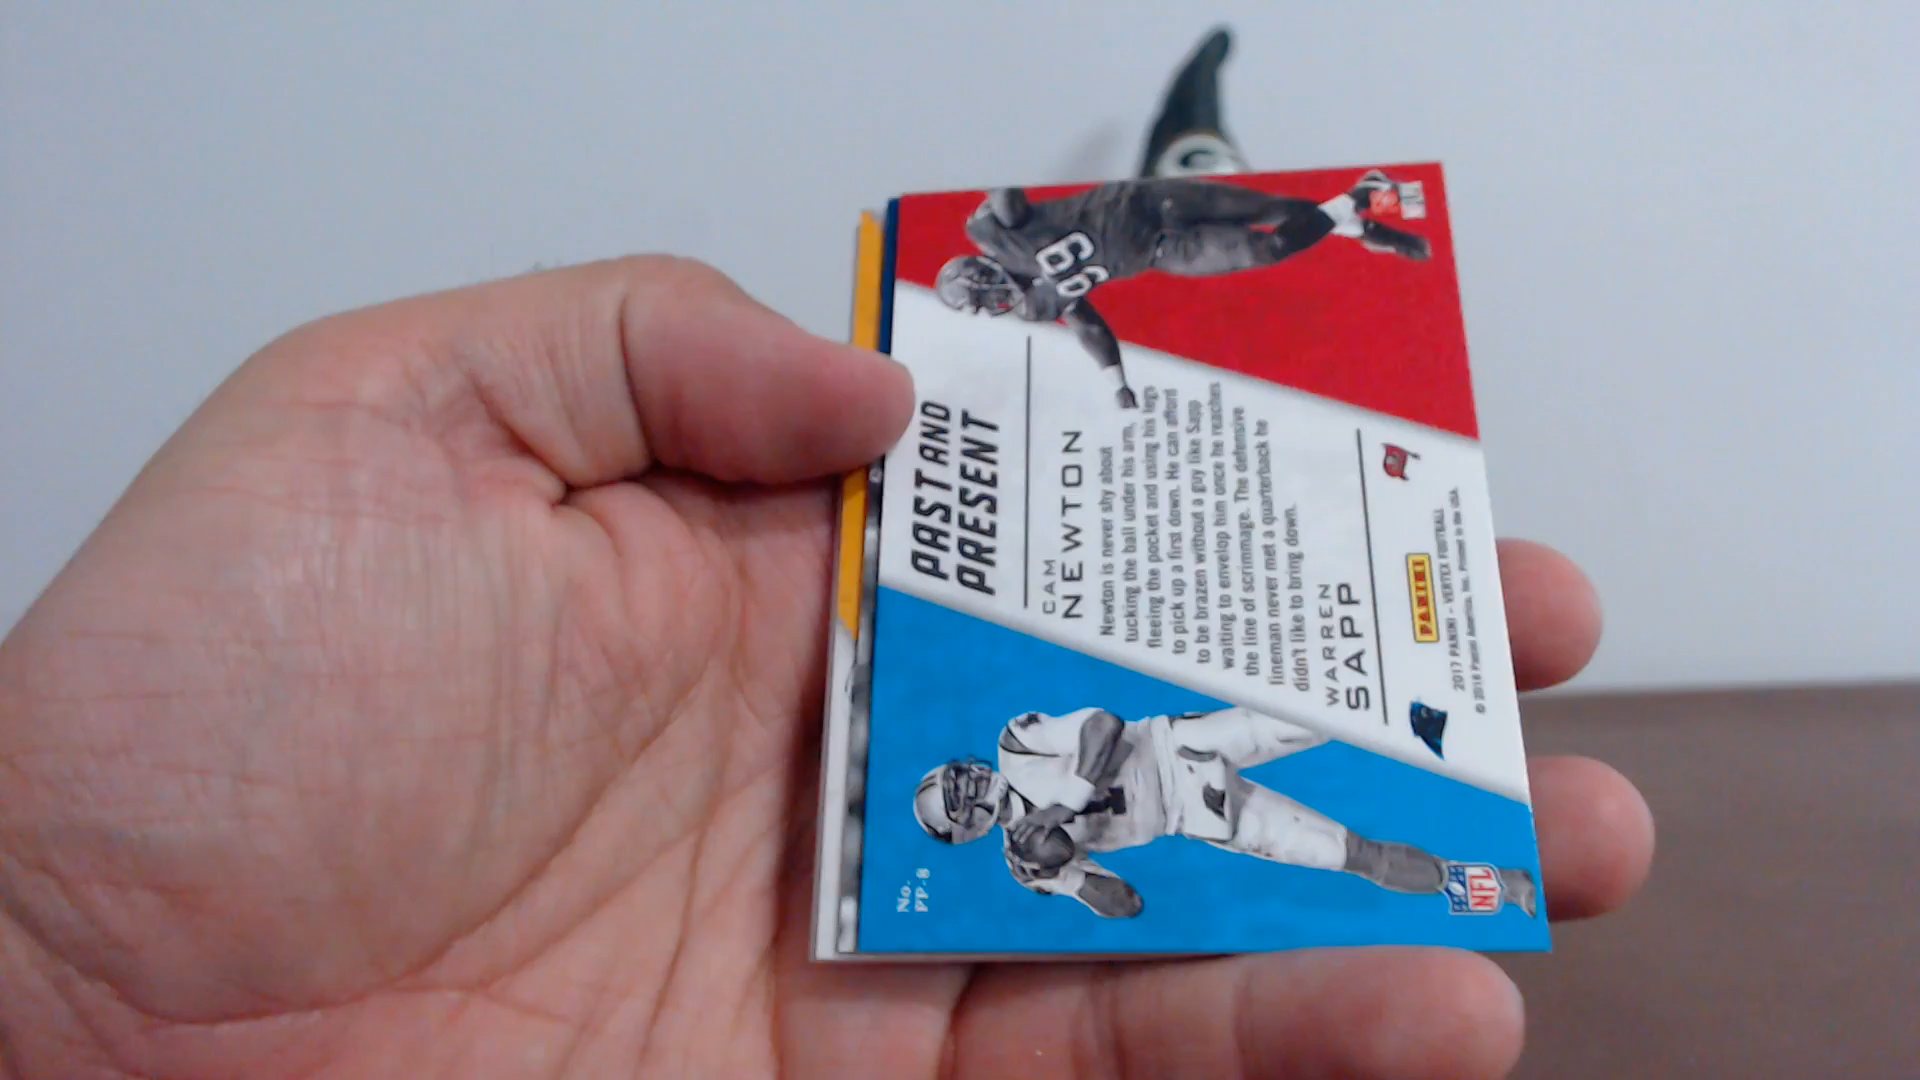 PAST AND
PRESENT
CAM
NEWTON
Newton is never shy about
tucking the ball under his arm,
fleeing the pocket and using his legs
to pick up a first down. He can afford
to be brazen without a guy like Sapp
waiting to envelop him once he reaches
the line of scrimmage. The defensive
lineman never met a quarterback he
didn't like to bring down.
WARREN
SAPP
PANINI
2017 PANINI - VERTEX FOOTBALL
© 2018 Panini America, Inc. Printed in the USA.
No.
PP-8
NFL